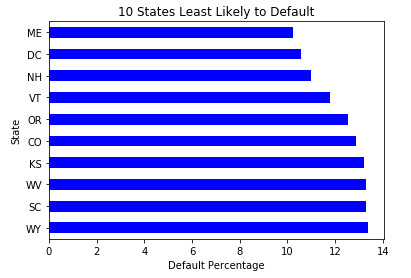 10 States Least Likely to Default
ME
DC
NH
VT
OR
CO
KS
WV
SC
WY
State
0 2 4 6 8 10 12 14
Default Percentage